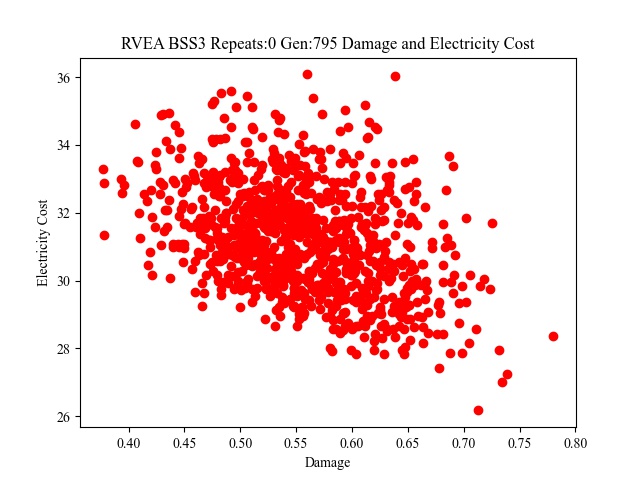 RVEA BSS3 Repeats:0 Gen:795 Damage and Electricity Cost
Electricity Cost
36
34
32
30
28
26
0.40 0.45 0.50 0.55 0.60 0.65 0.70 0.75 0.80
Damage